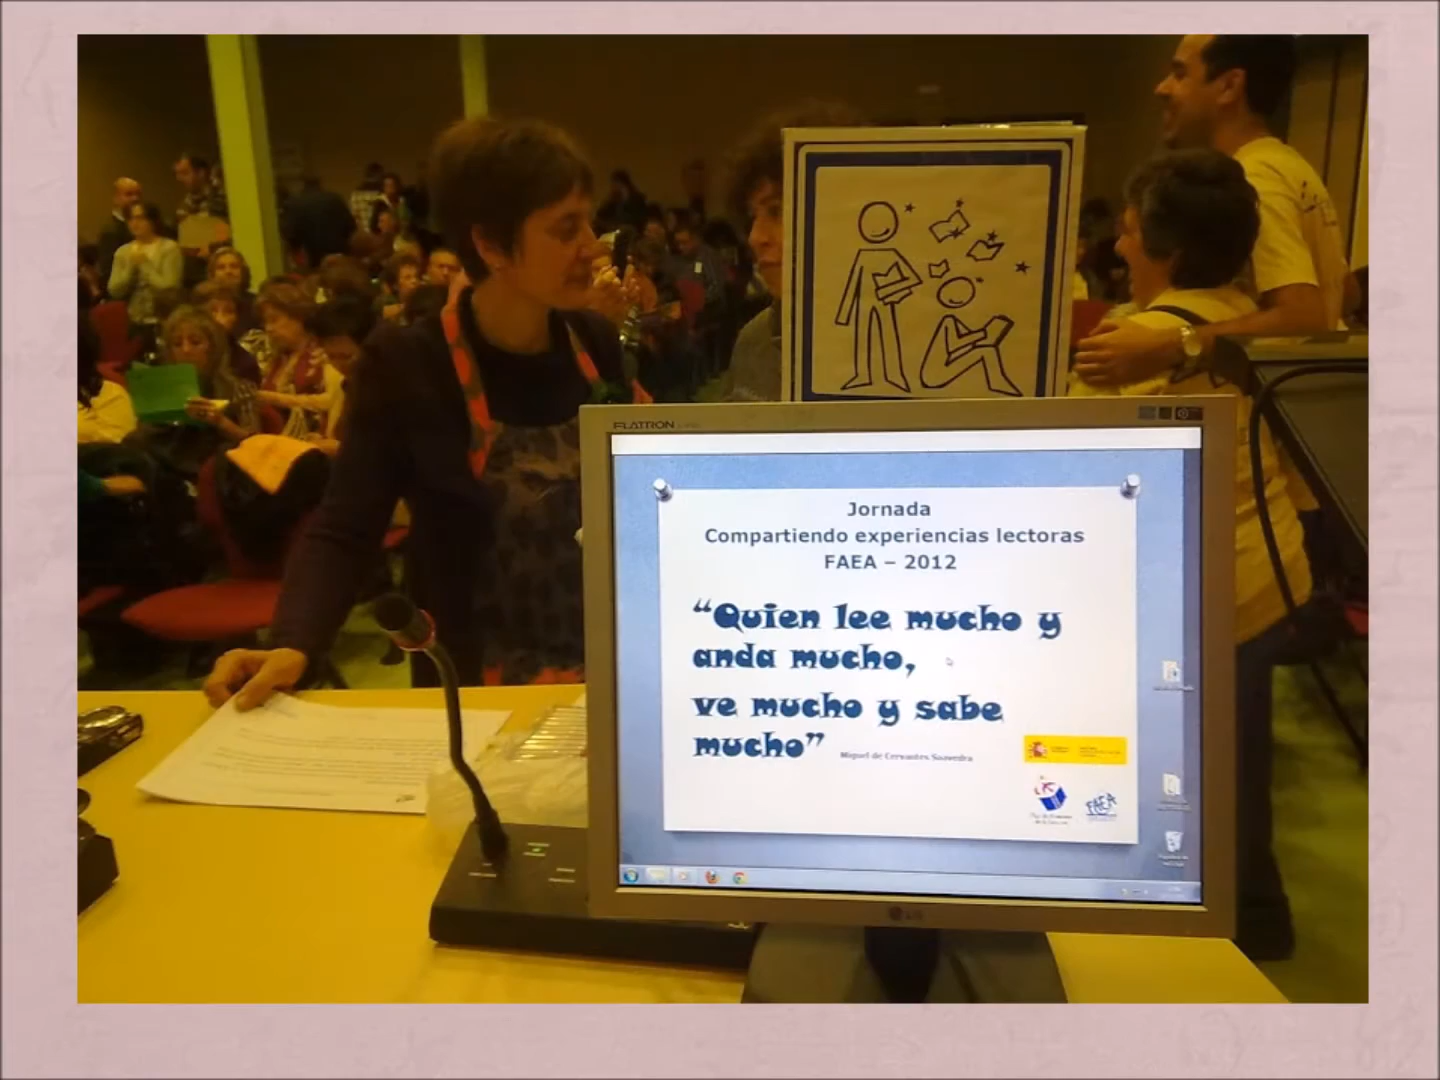 FLATRON
Jornada
Compartiendo experiencias lectoras
FAEA – 2012
“Quien lee mucho y
anda mucho,
ve mucho y sabe
mucho”
Miguel de Cervantes Saavedra
FAEA
LG